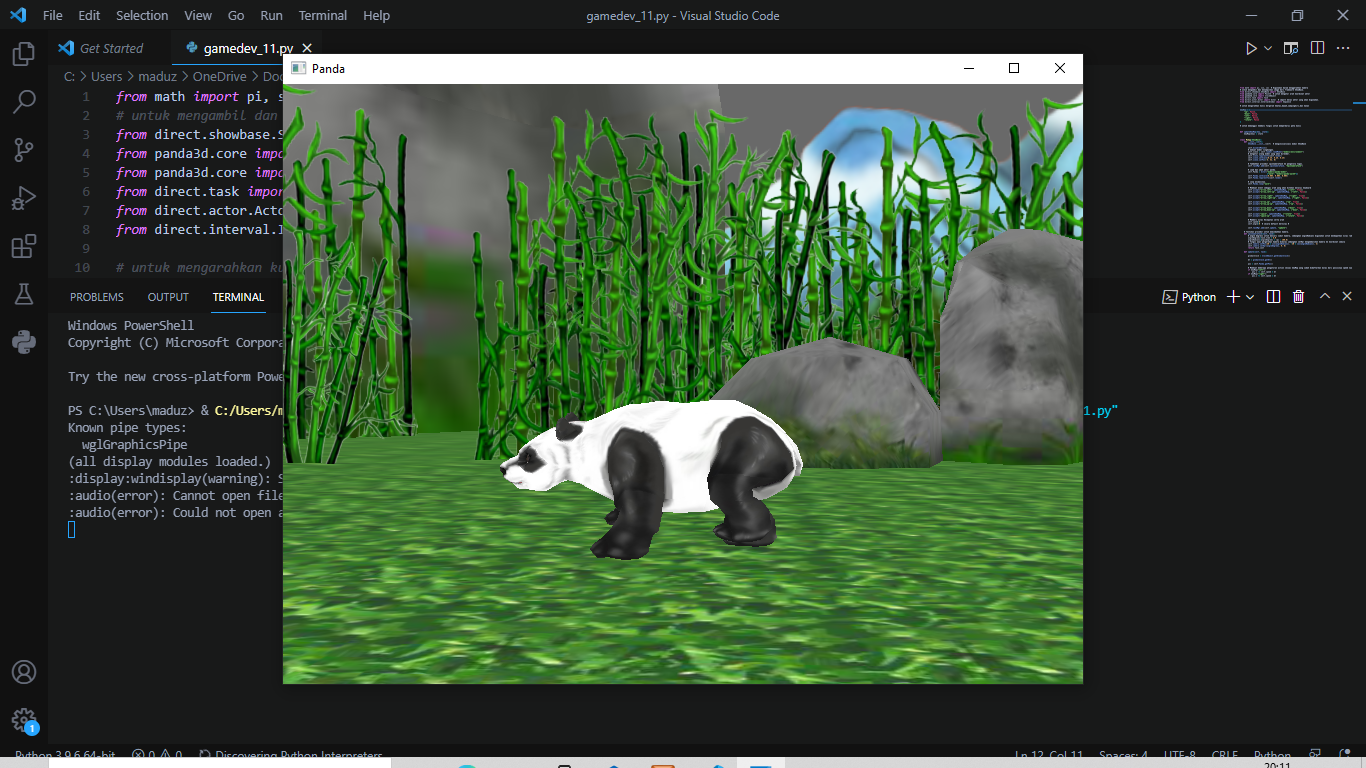 File Edit Selection View Go Run Terminal Help
gamedev_11.py - Visual Studio Code
Get Started
gamedev_11.py
Panda
C: > Users > maduz > OneDrive > Doc
1 from math import pi, s
2 # untuk mengambil dan
3 from direct.showbase.S
4 from panda3d.core impo
5 from panda3d.core impo
6 from direct.task impor
7 from direct.actor.Acto
8 from direct.interval.I
9
10 # untuk mengarahkan ku
PROBLEMS OUTPUT TERMINAL
Python
Windows PowerShell
Copyright (C) Microsoft Corpora
Try the new cross-platform Powe
PS C:\Users\maduz> & C:/Users/m
1.py"
Known pipe types:
wglGraphicsPipe
(all display modules loaded.)
:display:windisplay(warning): S
:audio(error): Cannot open file
:audio(error): Could not open a
1
Python 3.9.6 64-bit
0 0
Discovering Python Interpreters
Ln 12, Col 11
Spaces: 4
UTF-8
CRLF
Python
20:11